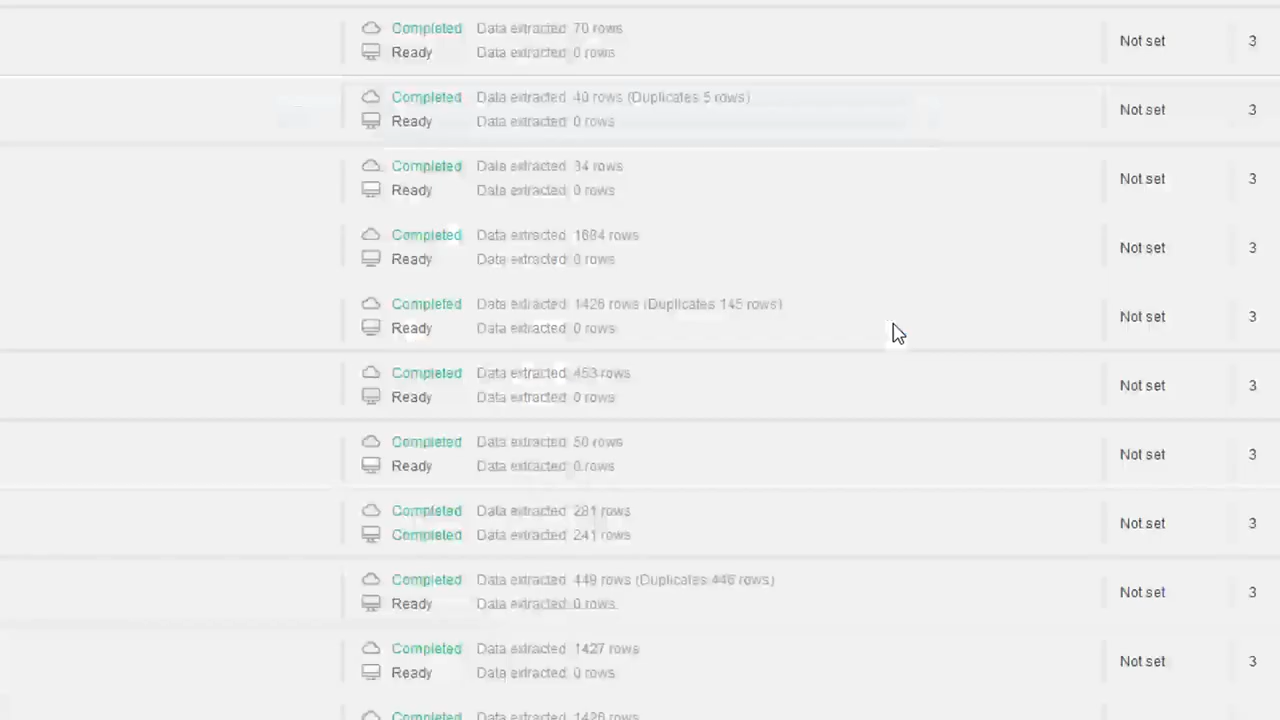 Completed Data extracted: 70 rows
Ready Data extracted: 0 rows
Not set 3
Completed Data extracted: 40 rows (Duplicates 5 rows)
Ready Data extracted: 0 rows
Not set 3
Completed Data extracted: 34 rows
Ready Data extracted: 0 rows
Not set 3
Completed Data extracted: 1684 rows
Ready Data extracted: 0 rows
Not set 3
Completed Data extracted: 1426 rows (Duplicates 145 rows)
Ready Data extracted: 0 rows
Not set 3
Completed Data extracted: 453 rows
Ready Data extracted: 0 rows
Not set 3
Completed Data extracted: 50 rows
Ready Data extracted: 0 rows
Not set 3
Completed Data extracted: 281 rows
Completed Data extracted: 241 rows
Not set 3
Completed Data extracted: 449 rows (Duplicates 446 rows)
Ready Data extracted: 0 rows
Not set 3
Completed Data extracted: 1427 rows
Ready Data extracted: 0 rows
Not set 3
Completed Data extracted: 1426 rows